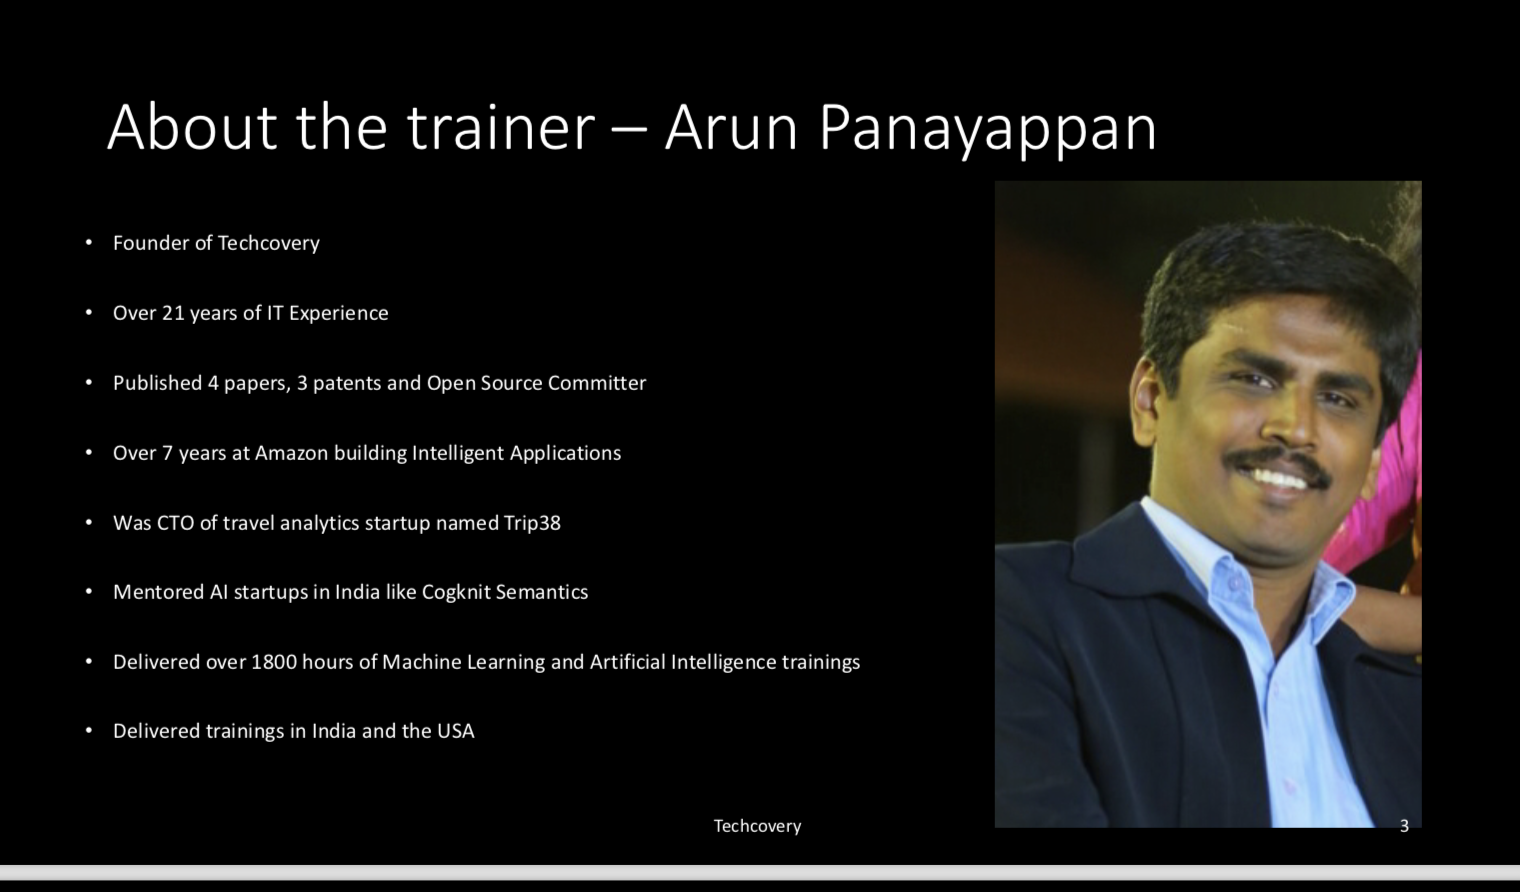 About the trainer – Arun Panayappan
• Founder of Techcovery
• Over 21 years of IT Experience
• Published 4 papers, 3 patents and Open Source Committer
• Over 7 years at Amazon building Intelligent Applications
• Was CTO of travel analytics startup named Trip38
• Mentored AI startups in India like Cogknit Semantics
• Delivered over 1800 hours of Machine Learning and Artificial Intelligence trainings
• Delivered trainings in India and the USA
Techcovery
3